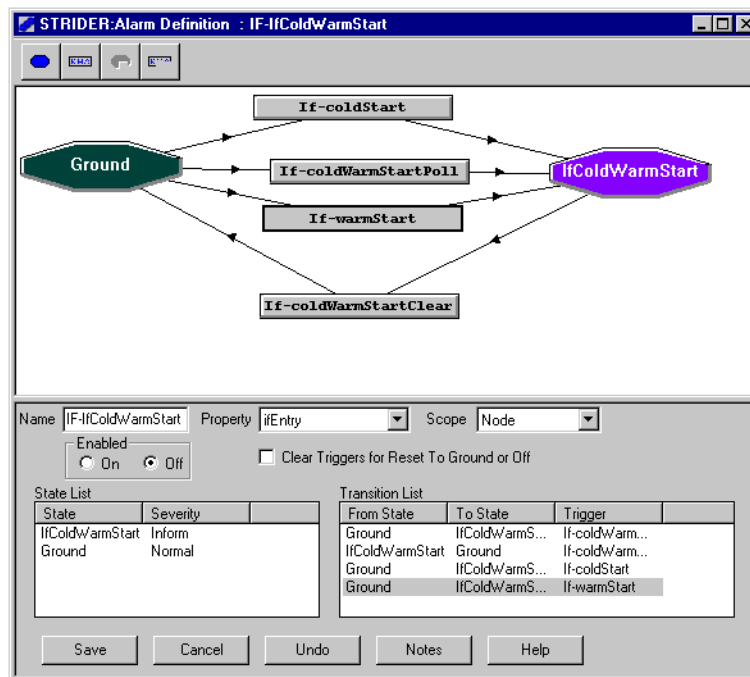 STRIDER:Alarm Definition : IF-IfColdWarmStart
If-coldStart
Ground
If-coldWarmStartPoll
IfColdWarmStart
If-warmStart
If-coldWarmStartClear
Name IF-IfColdWarmStart Property ifEntry Scope Node
Enabled
On Off
Clear Triggers for Reset To Ground or Off
State List Transition List
State Severity From State To State Trigger
IfColdWarmStart Inform Ground IfColdWarmS... If-coldWarm...
Ground Normal IfColdWarmStart Ground If-coldWarm...
Ground IfColdWarmS... If-coldStart
Ground IfColdWarmS... If-warmStart
Save Cancel Undo Notes Help